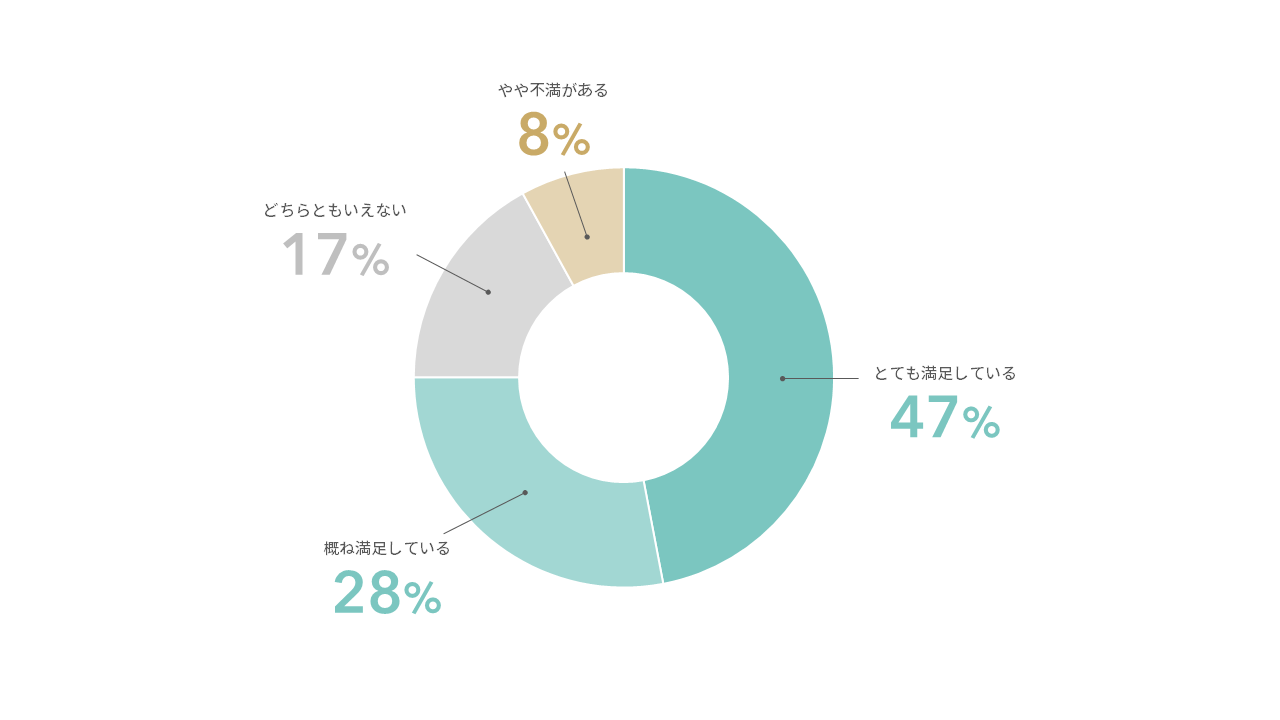 やや不満がある
8%
どちらともいえない
17%
とても満足している
47%
概ね満足している
28%